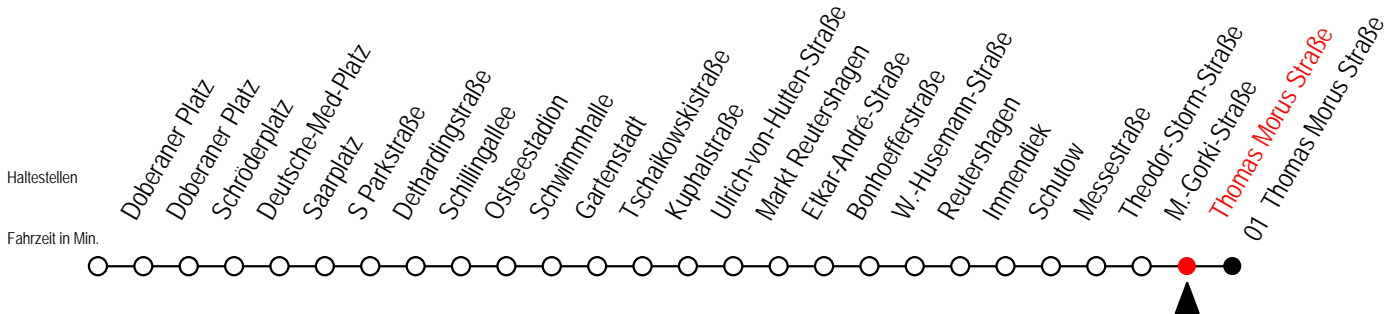 Haltestellen
Fahrzeit in Min.
Doberaner Platz
Doberaner Platz
Schröderplatz
Deutsche-Med-Platz
Saarplatz
S Parkstraße
Dethardingstraße
Schillingallee
Ostseestadion
Schwimmhalle
Gartenstadt
Tschaikowskistraße
Kuphalstraße
Ulrich-von-Hutten-Straße
Markt Reutershagen
Etkar-André-Straße
Bonhoefferstraße
W.-Husemann-Straße
Reutershagen
Immendiek
Schutow
Messestraße
Theodor-Storm-Straße
M.-Gorki-Straße
Thomas Morus Straße
01 Thomas Morus Straße